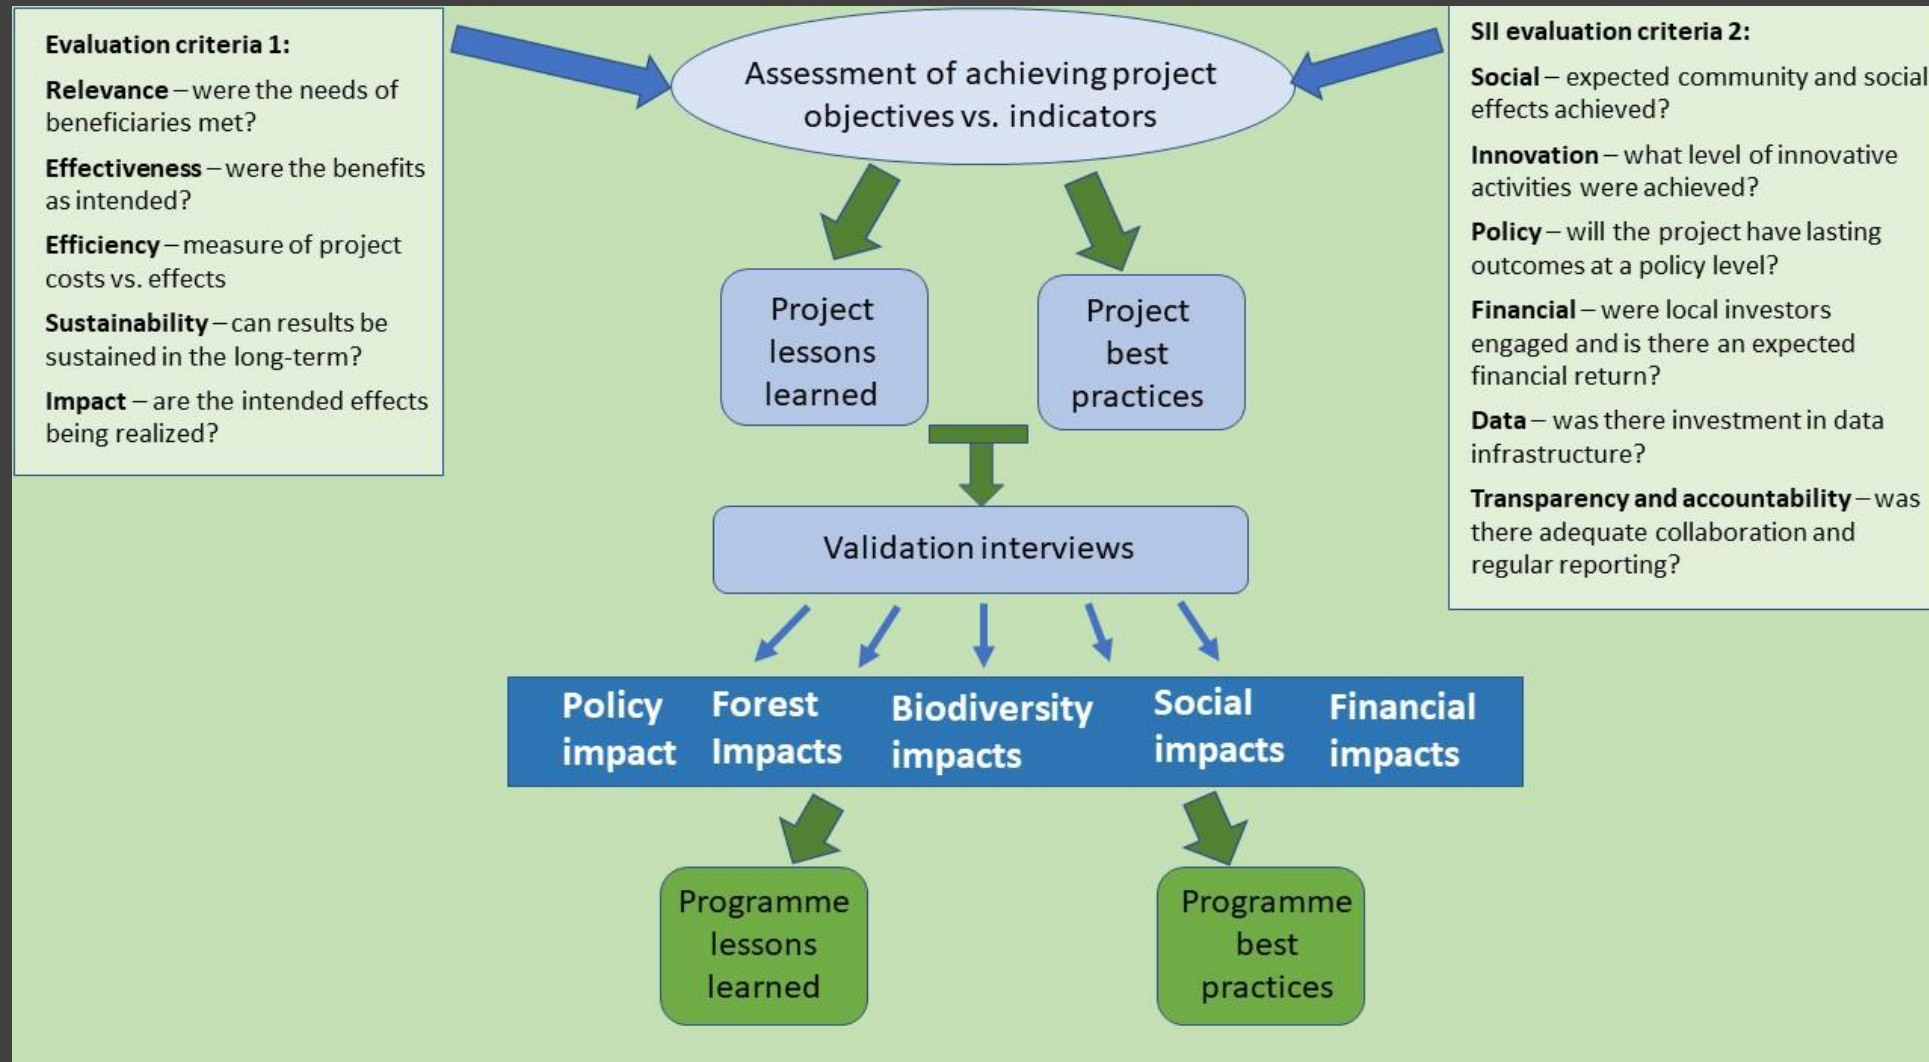 Evaluation criteria 1:
Relevance – were the needs of
beneficiaries met?
Effectiveness – were the benefits
as intended?
Efficiency – measure of project
costs vs. effects
Sustainability – can results be
sustained in the long-term?
Impact – are the intended effects
being realized?
Assessment of achieving project
objectives vs. indicators
SII evaluation criteria 2:
Social – expected community and social
effects achieved?
Innovation – what level of innovative
activities were achieved?
Policy – will the project have lasting
outcomes at a policy level?
Financial – were local investors
engaged and is there an expected
financial return?
Data – was there investment in data
infrastructure?
Transparency and accountability – was
there adequate collaboration and
regular reporting?
Project
lessons
learned
Project
best
practices
Validation interviews
Policy
impact
Forest
Impacts
Biodiversity
impacts
Social
impacts
Financial
impacts
Programme
lessons
learned
Programme
best
practices